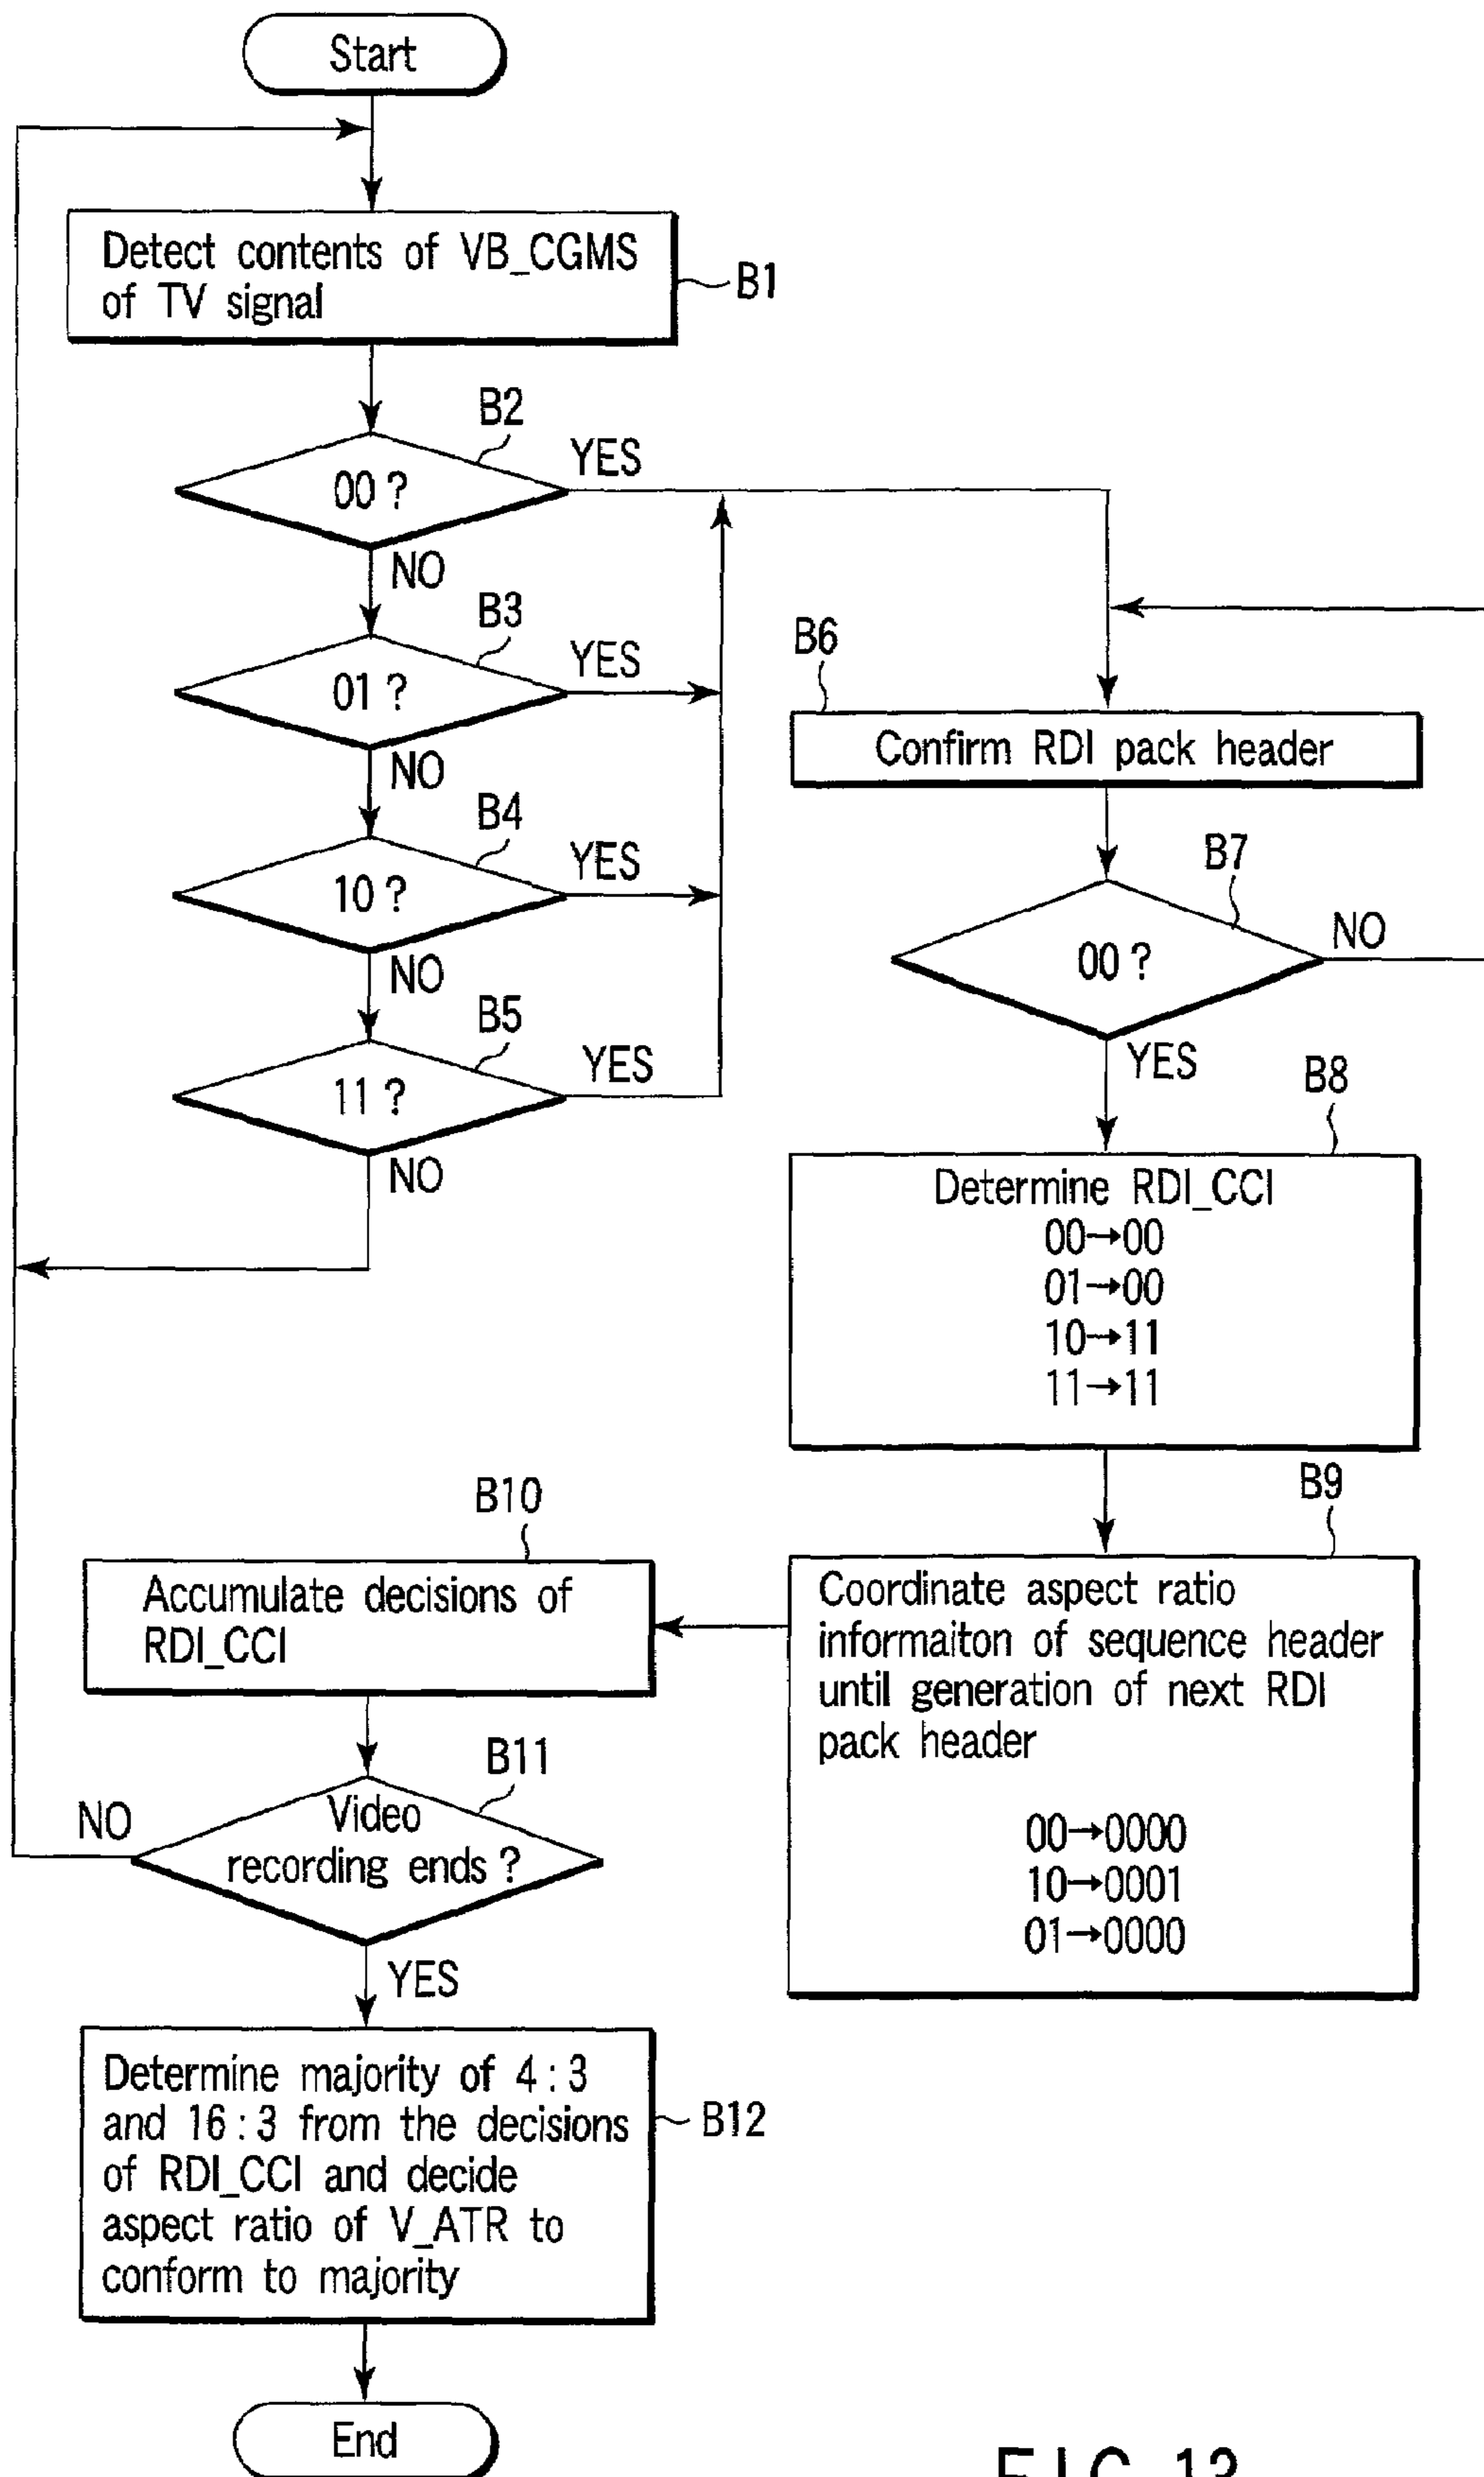 Start
Detect contents of VB_CGMS
of TV signal
B1
B2
00 ?
YES
NO
B3
01 ?
YES
NO
B4
10 ?
YES
NO
B5
11 ?
YES
NO
B6
Confirm RDI pack header
B7
00 ?
NO
YES
B8
Determine RDI_CCI
00→00
01→00
10→11
11→11
B9
Coordinate aspect ratio
informaiton of sequence header
until generation of next RDI
pack header
00→0000
10→0001
01→0000
B10
Accumulate decisions of
RDI_CCI
B11
Video
recording ends ?
NO
YES
Determine majority of 4 : 3
and 16 : 3 from the decisions
of RDI_CCI and decide
aspect ratio of V_ATR to
conform to majority
B12
End